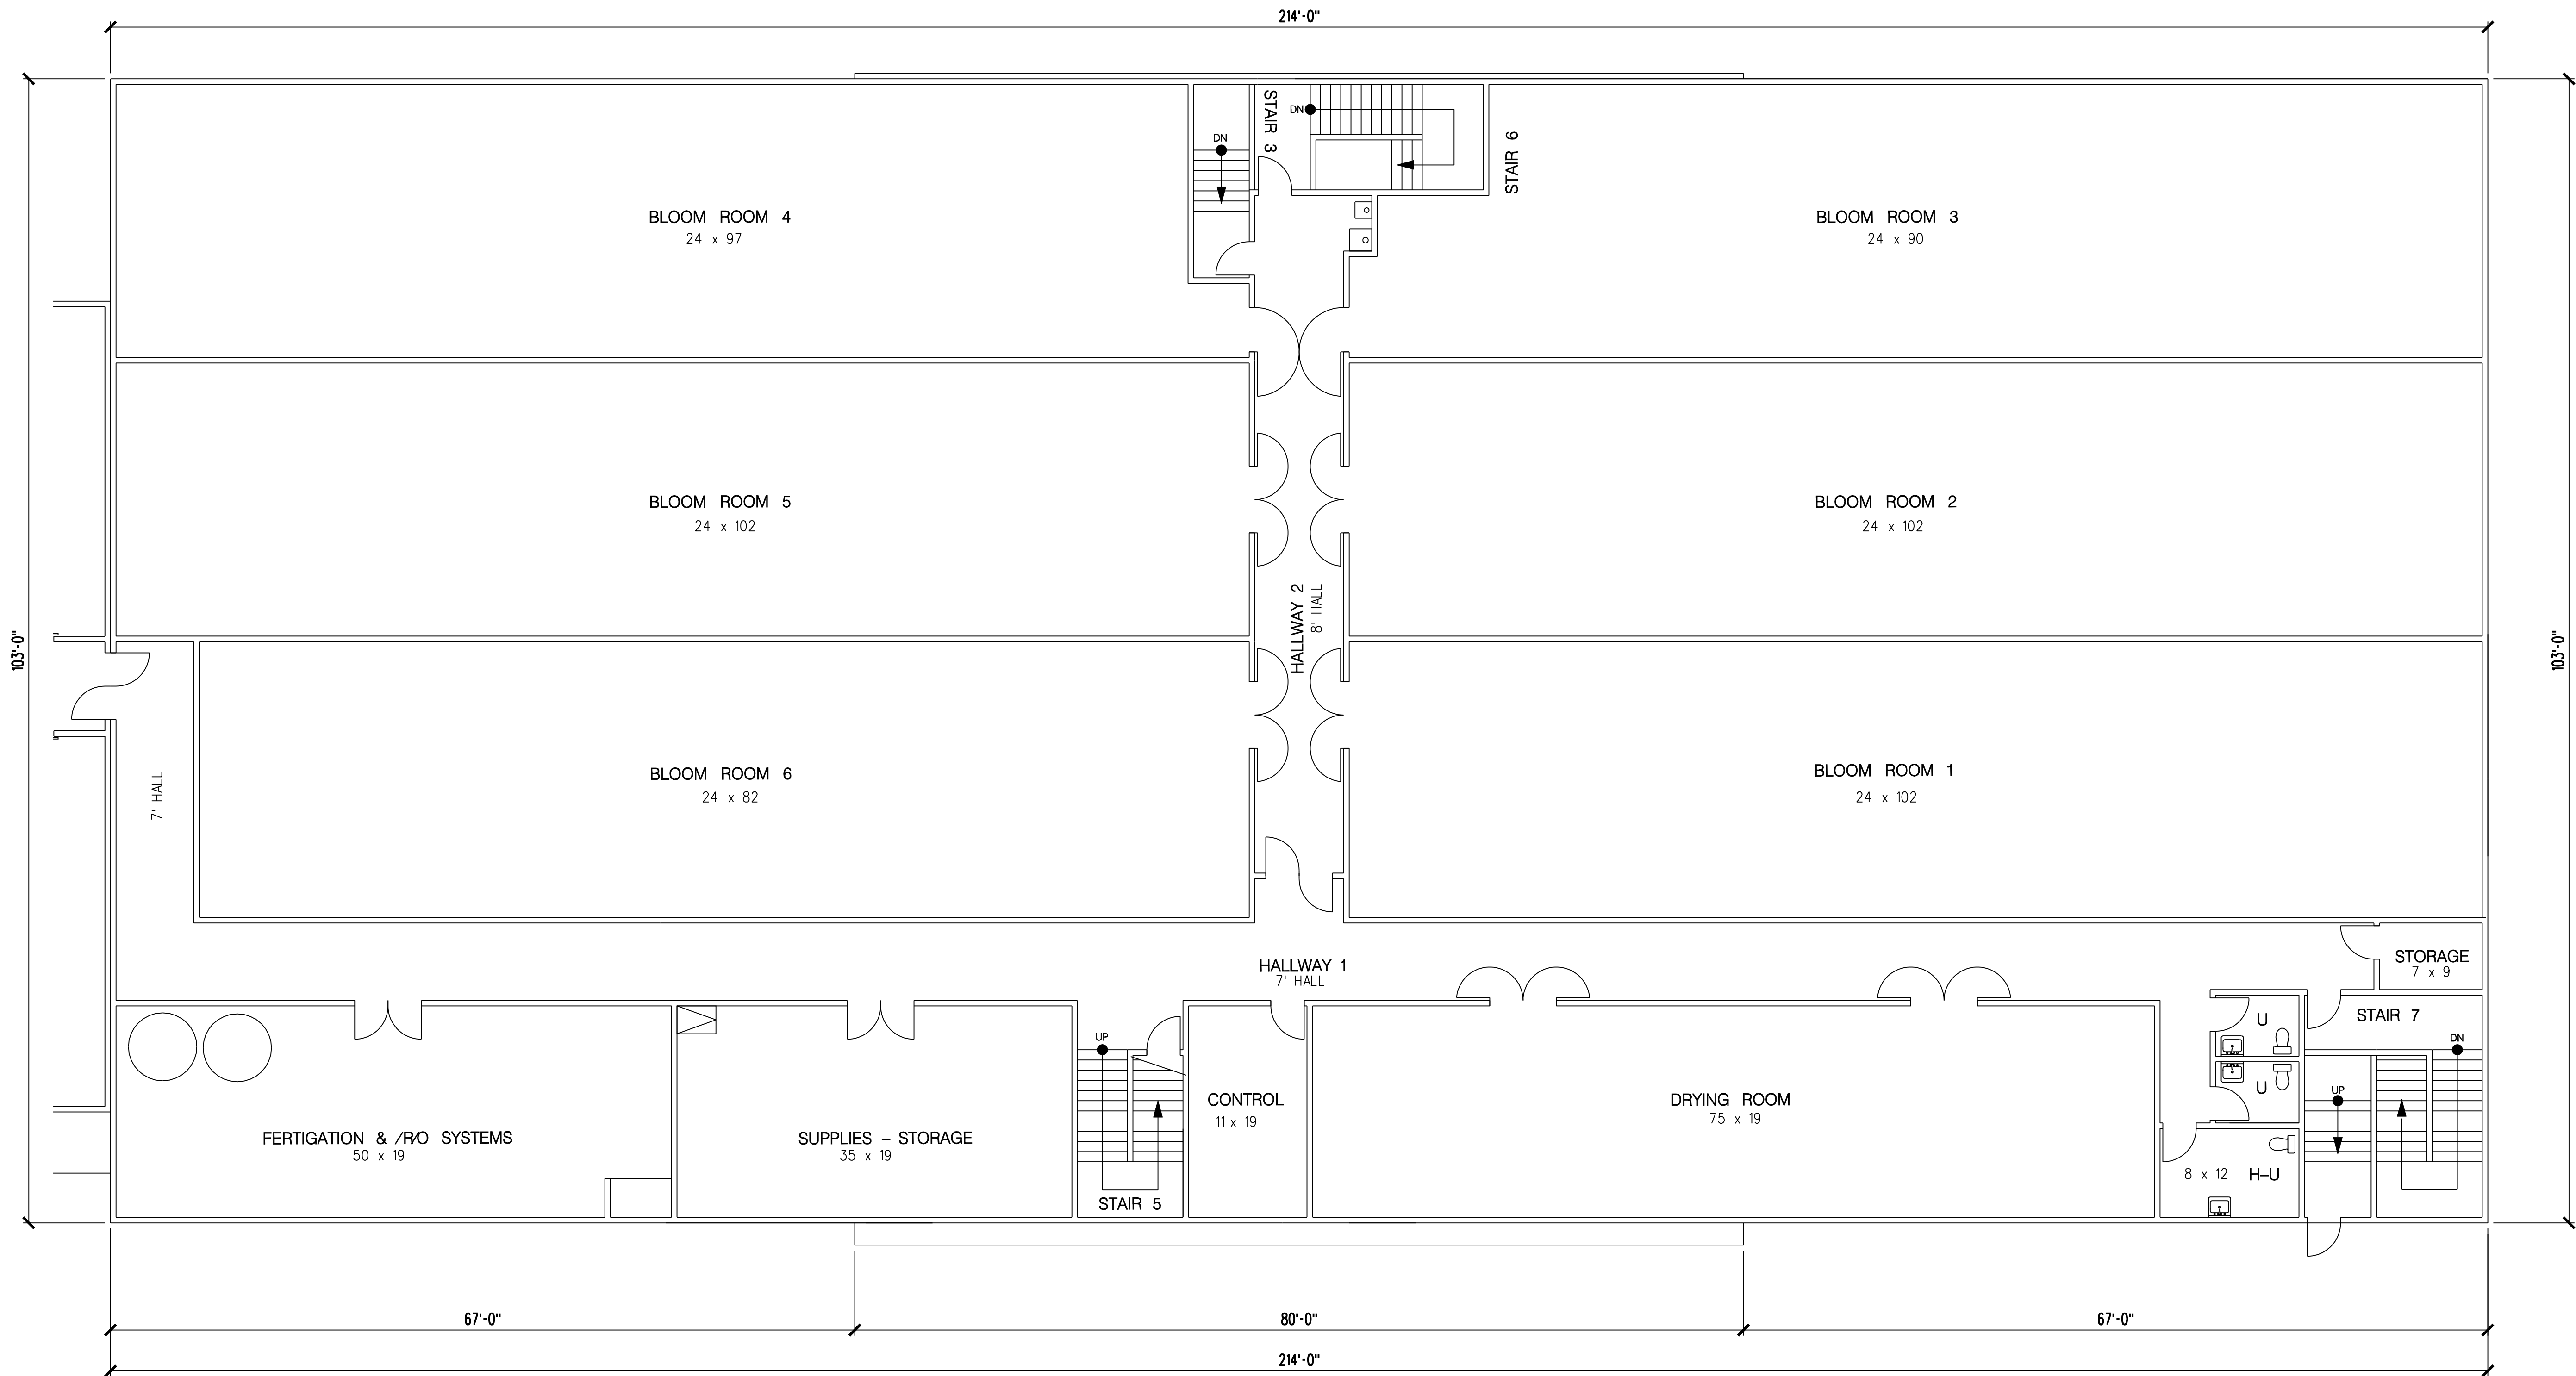 214'-0"
STAIR 3
DN
DN
STAIR 6
BLOOM ROOM 4
24 x 97
BLOOM ROOM 3
24 x 90
BLOOM ROOM 5
24 x 102
BLOOM ROOM 2
24 x 102
HALLWAY 2
8' HALL
103'-0"
103'-0"
7' HALL
BLOOM ROOM 6
24 x 82
BLOOM ROOM 1
24 x 102
HALLWAY 1
7' HALL
STORAGE
7 x 9
U
STAIR 7
UP
DN
U
UP
CONTROL
11 x 19
DRYING ROOM
75 x 19
FERTIGATION & /R/O SYSTEMS
50 x 19
SUPPLIES - STORAGE
35 x 19
8 x 12 H-U
STAIR 5
67'-0"
80'-0"
67'-0"
214'-0"